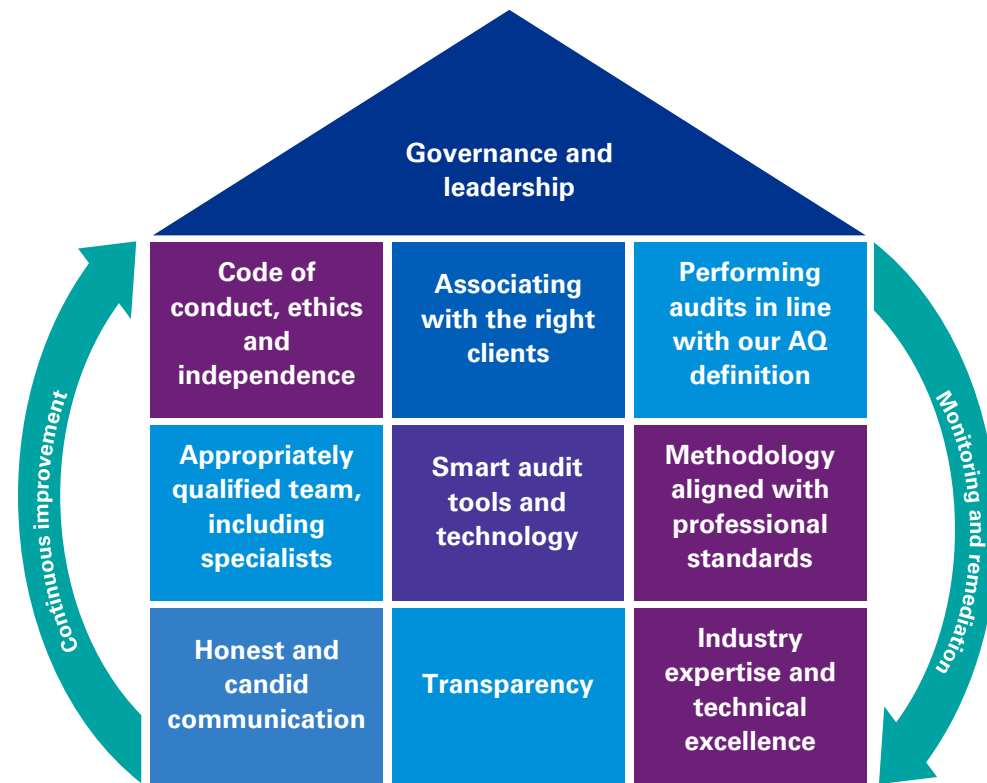 Governance and
leadership
Code of
conduct, ethics
and
independence
Associating
with the right
clients
Performing
audits in line
with our AQ
definition
Appropriately
qualified team,
including
specialists
Smart audit
tools and
technology
Methodology
aligned with
professional
standards
Honest and
candid
communication
Transparency
Industry
expertise and
technical
excellence
Continuous improvement
Monitoring and remediation